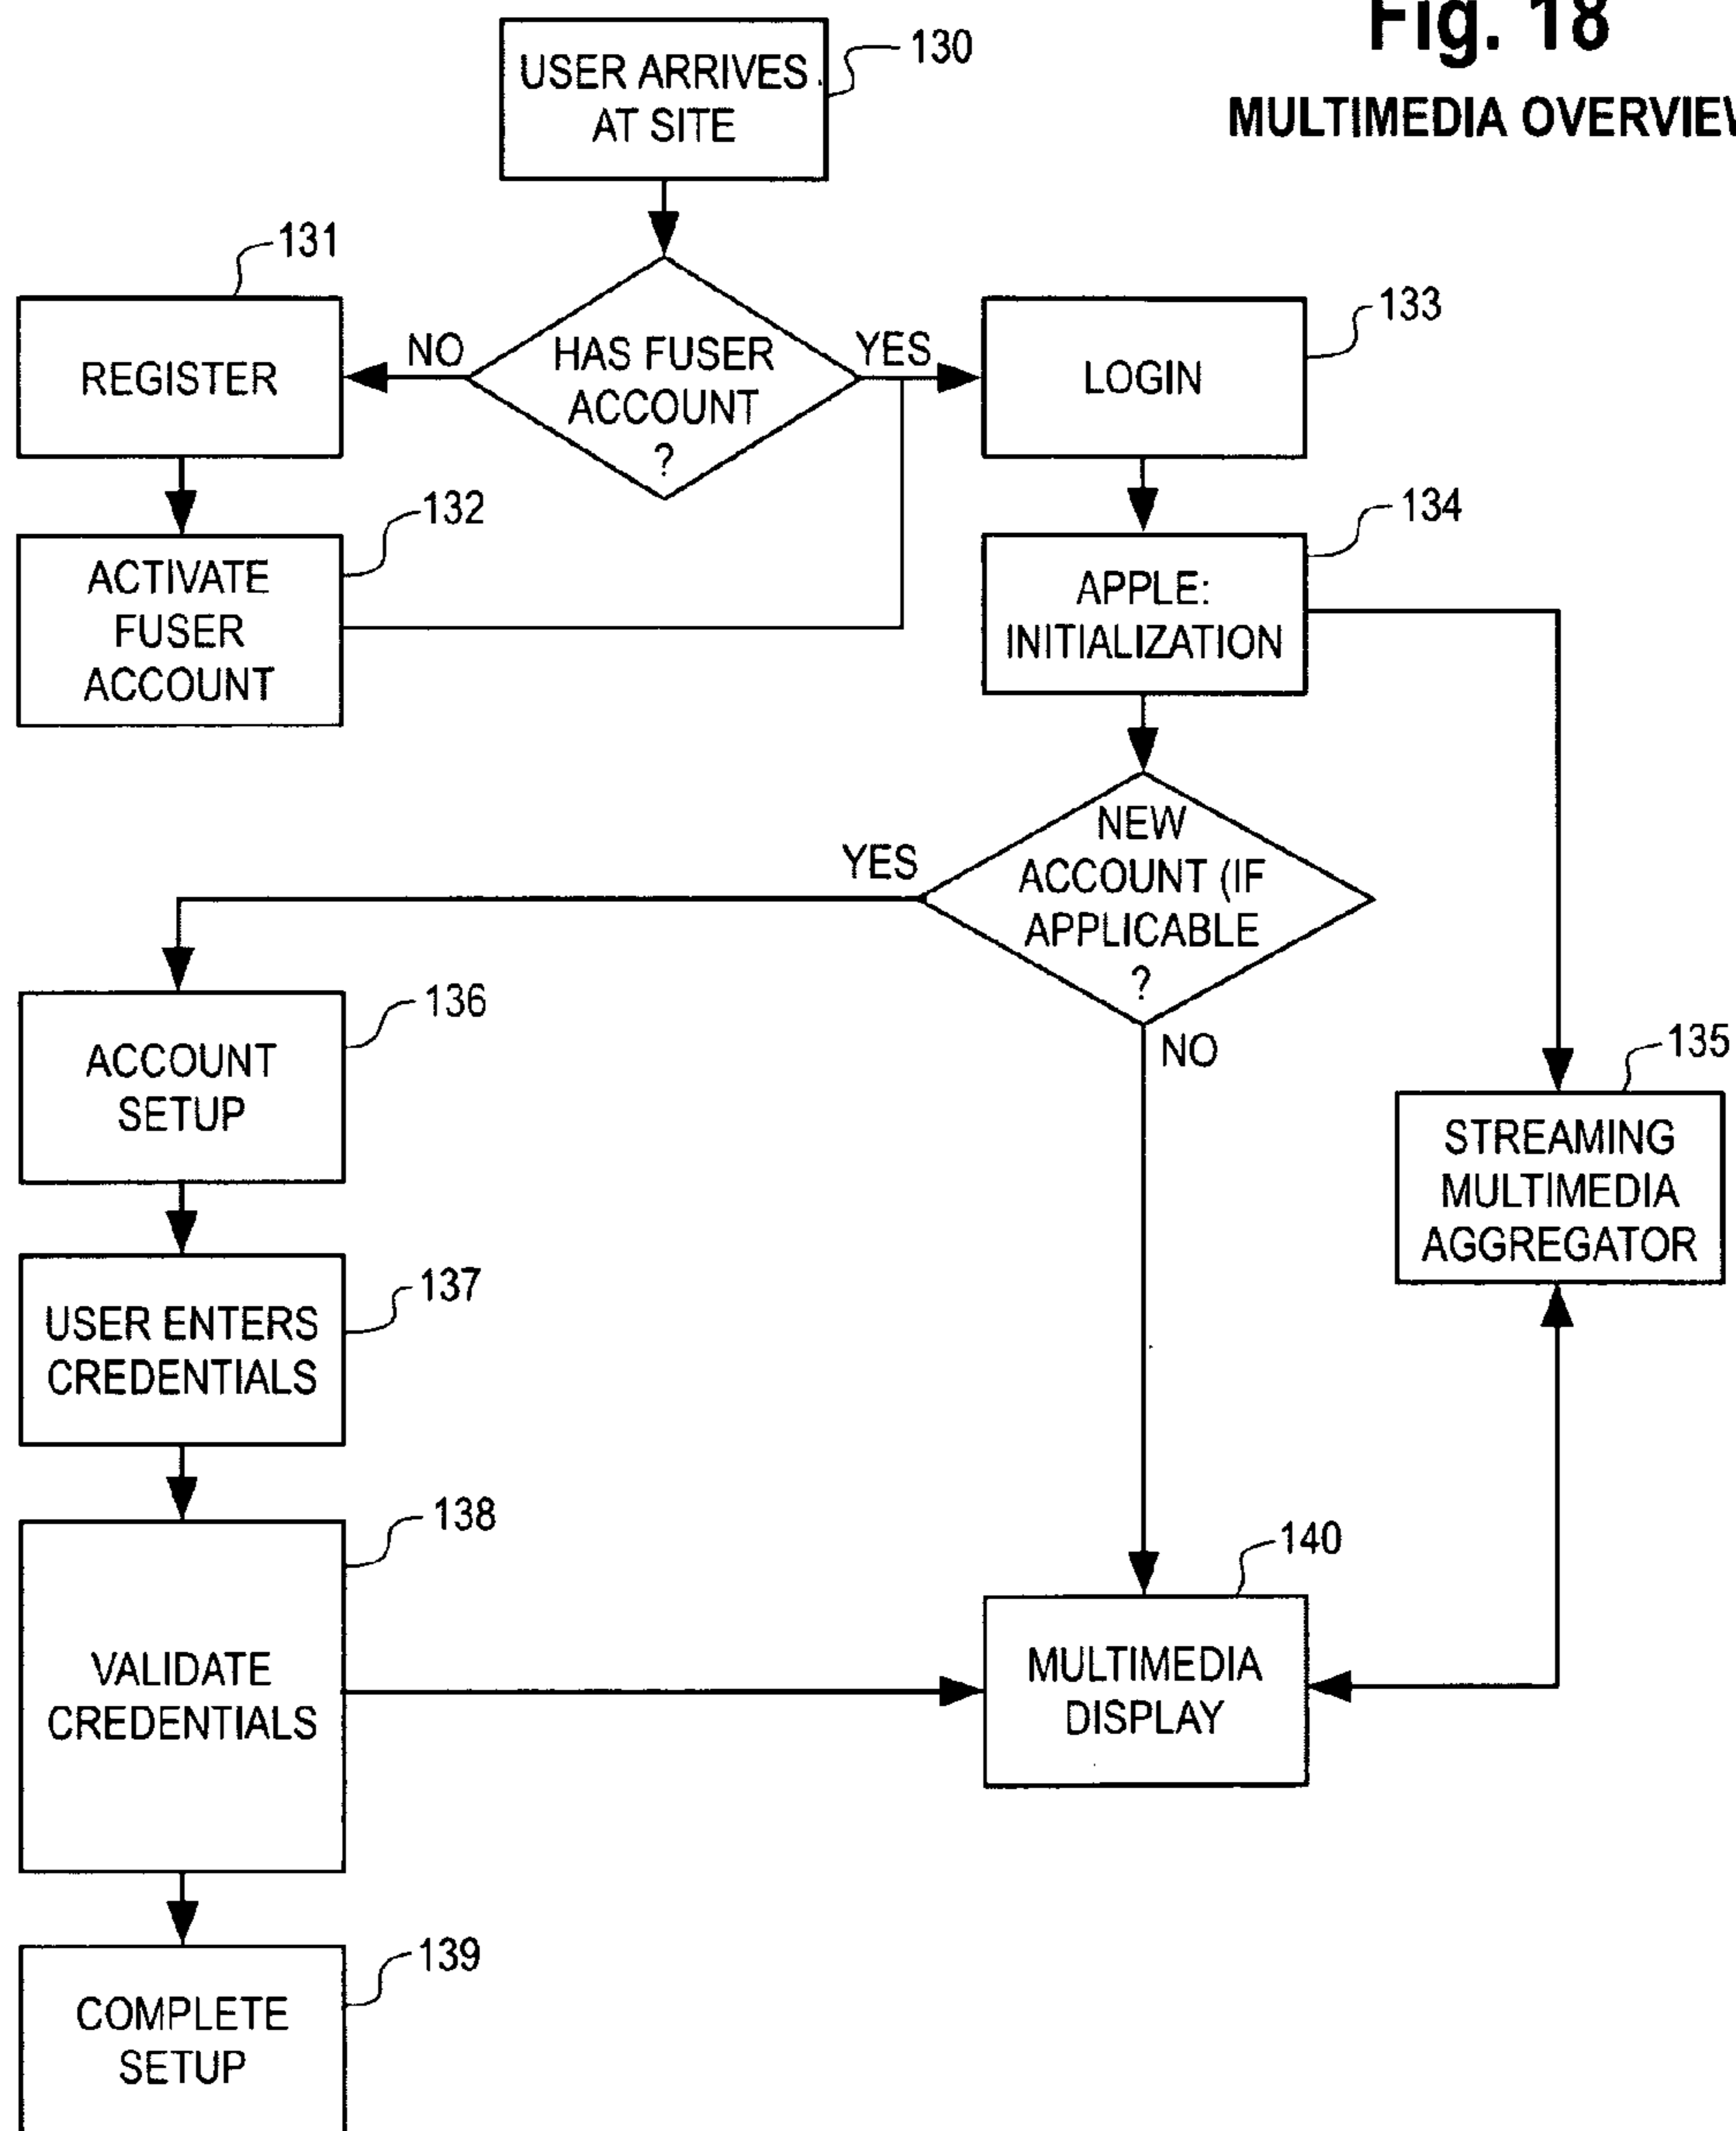 Fig. 18
MULTIMEDIA OVERVIEW
USER ARRIVES
AT SITE
130
131
REGISTER
NO
HAS FUSER
ACCOUNT
?
YES
133
LOGIN
132
ACTIVATE
FUSER
ACCOUNT
134
APPLE:
INITIALIZATION
NEW
ACCOUNT (IF
APPLICABLE
?
YES
NO
136
ACCOUNT
SETUP
135
STREAMING
MULTIMEDIA
AGGREGATOR
137
USER ENTERS
CREDENTIALS
138
VALIDATE
CREDENTIALS
140
MULTIMEDIA
DISPLAY
139
COMPLETE
SETUP